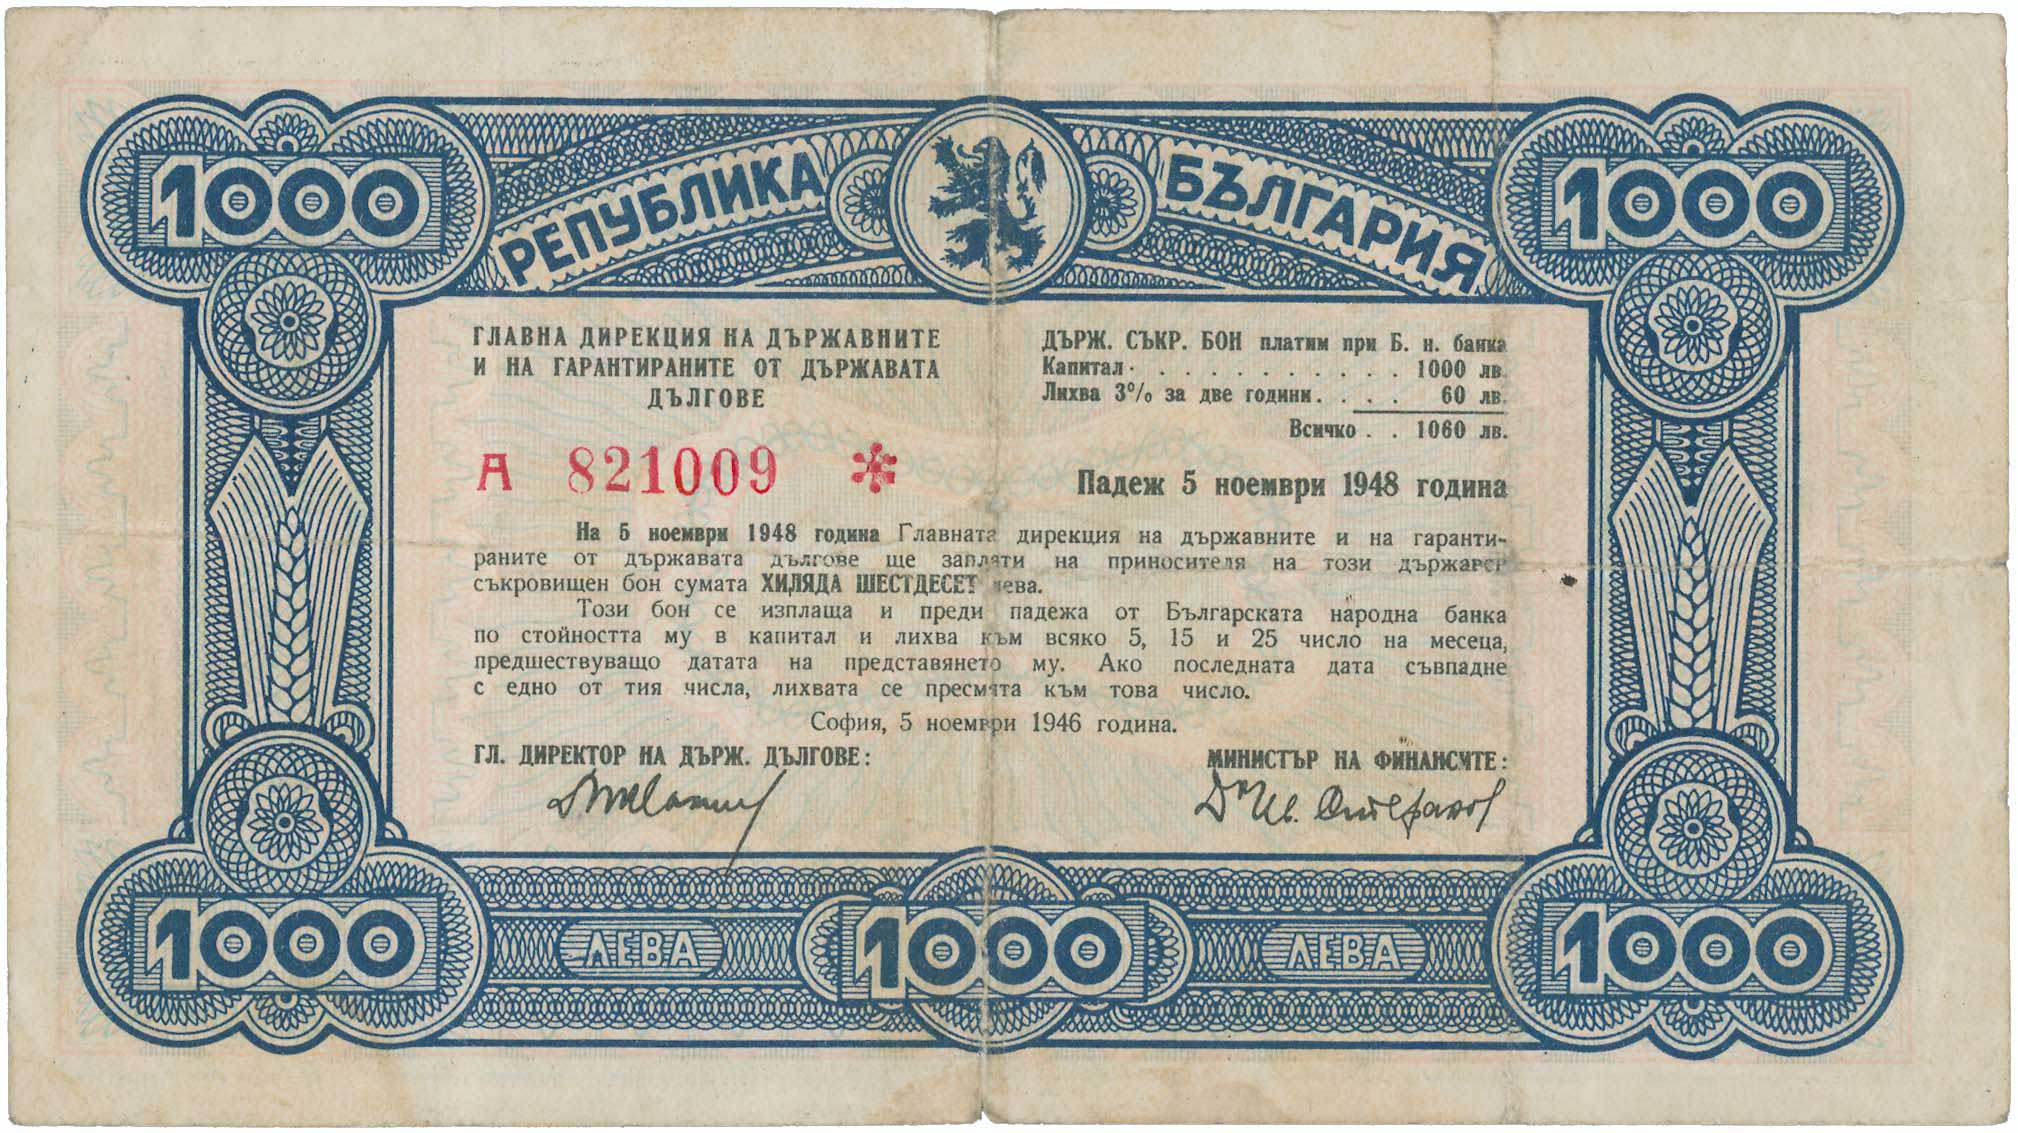 1000
РЕПУБЛИКА БЪЛГАРИЯ
1000
ГЛАВНА ДИРЕКЦИЯ НА ДЪРЖАВНИТЕ
И НА ГАРАНТИРАНИТЕ ОТ ДЪРЖАВАТА
ДЪЛГОВЕ
А 821009 *
ДЪРЖ. СЪКР. БОН платим при Б. н. банка
Капитал . . . . . . . . . . . 1000 лв.
Лихва 3% за две години. . . . 60 лв.
Всичко . . 1060 лв.
Падеж 5 ноември 1948 година
На 5 ноември 1948 година Главната дирекция на държавните и на гаранти-
раните от държавата дългове ще заплати на приносителя на този държавен
съкровищен бон сумата ХИЛЯДА ШЕСТДЕСЕТ лева.
Този бон се изплаща и преди падежа от Българската народна банка
по стойността му в капитал и лихва към всяко 5, 15 и 25 число на месеца,
предшествуващо датата на представянето му. Ако последната дата съвпадне
с едно от тия числа, лихвата се пресмята към това число.
София, 5 ноември 1946 година.
ГЛ. ДИРЕКТОР НА ДЪРЖ. ДЪЛГОВЕ:
МИНИСТЪР НА ФИНАНСИТЕ:
Д-р Ив. Стефанов
1000
ЛЕВА
1000
ЛЕВА
1000